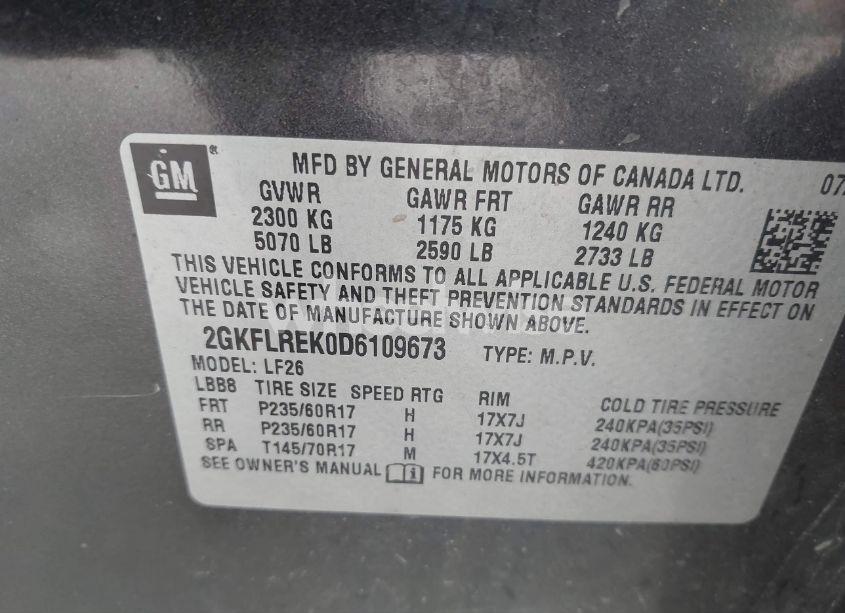 GM®
MFD BY GENERAL MOTORS OF CANADA LTD. 07
GVWR GAWR FRT GAWR RR
2300 KG 1175 KG 1240 KG
5070 LB 2590 LB 2733 LB
THIS VEHICLE CONFORMS TO ALL APPLICABLE U.S. FEDERAL MOTOR
VEHICLE SAFETY AND THEFT PREVENTION STANDARDS IN EFFECT ON
THE DATE OF MANUFACTURE SHOWN ABOVE.
2GKFLREK0D6109673 TYPE: M.P.V.
MODEL: LF26
LBB8 TIRE SIZE SPEED RTG RIM COLD TIRE PRESSURE
FRT P235/60R17 H 17X7J 240KPA(35PSI)
RR P235/60R17 H 17X7J 240KPA(35PSI)
SPA T145/70R17 M 17X4.5T 420KPA(60PSI)
SEE OWNER'S MANUAL i FOR MORE INFORMATION.